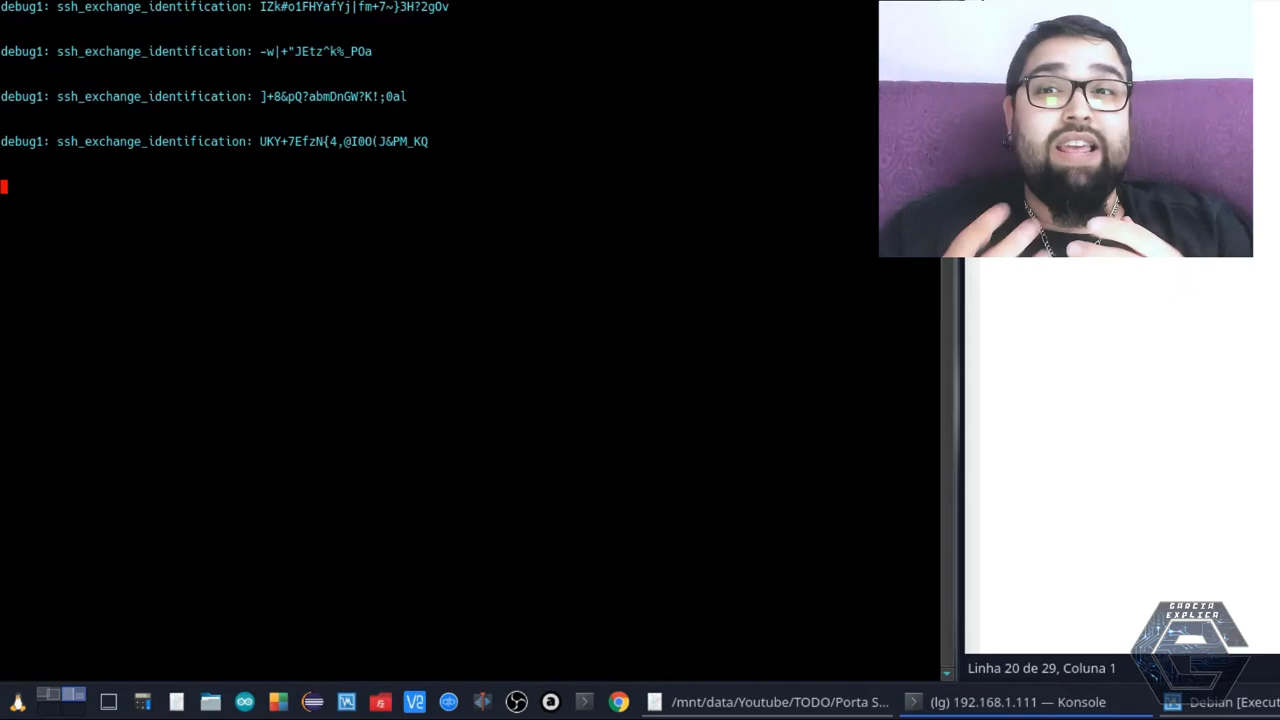 debug1: ssh_exchange_identification: IZk#o1FHYafYj|fm+7~}3H?2gOv
debug1: ssh_exchange_identification: -w|+"JEtz^k%_POa
debug1: ssh_exchange_identification: ]+8&pQ?abmDnGW?K!;0al
debug1: ssh_exchange_identification: UKY+7EfzN{4,@I0O(J&PM_KQ
GARCIA
EXPLICA
Linha 20 de 29, Coluna 1
/mnt/data/Youtube/TODO/Porta S...
(lg) 192.168.1.111 — Konsole
Debian [Execut